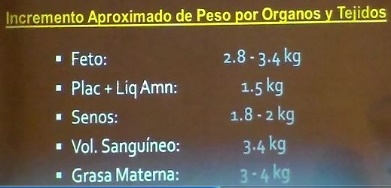 Incremento Aproximado de Peso por Organos y Tejidos
▪ Feto: 2.8 - 3.4 kg
▪ Plac + Liq Amn: 1.5 kg
▪ Senos: 1.8 - 2 kg
▪ Vol. Sanguíneo: 3.4 kg
▪ Grasa Materna: 3 - 4 kg